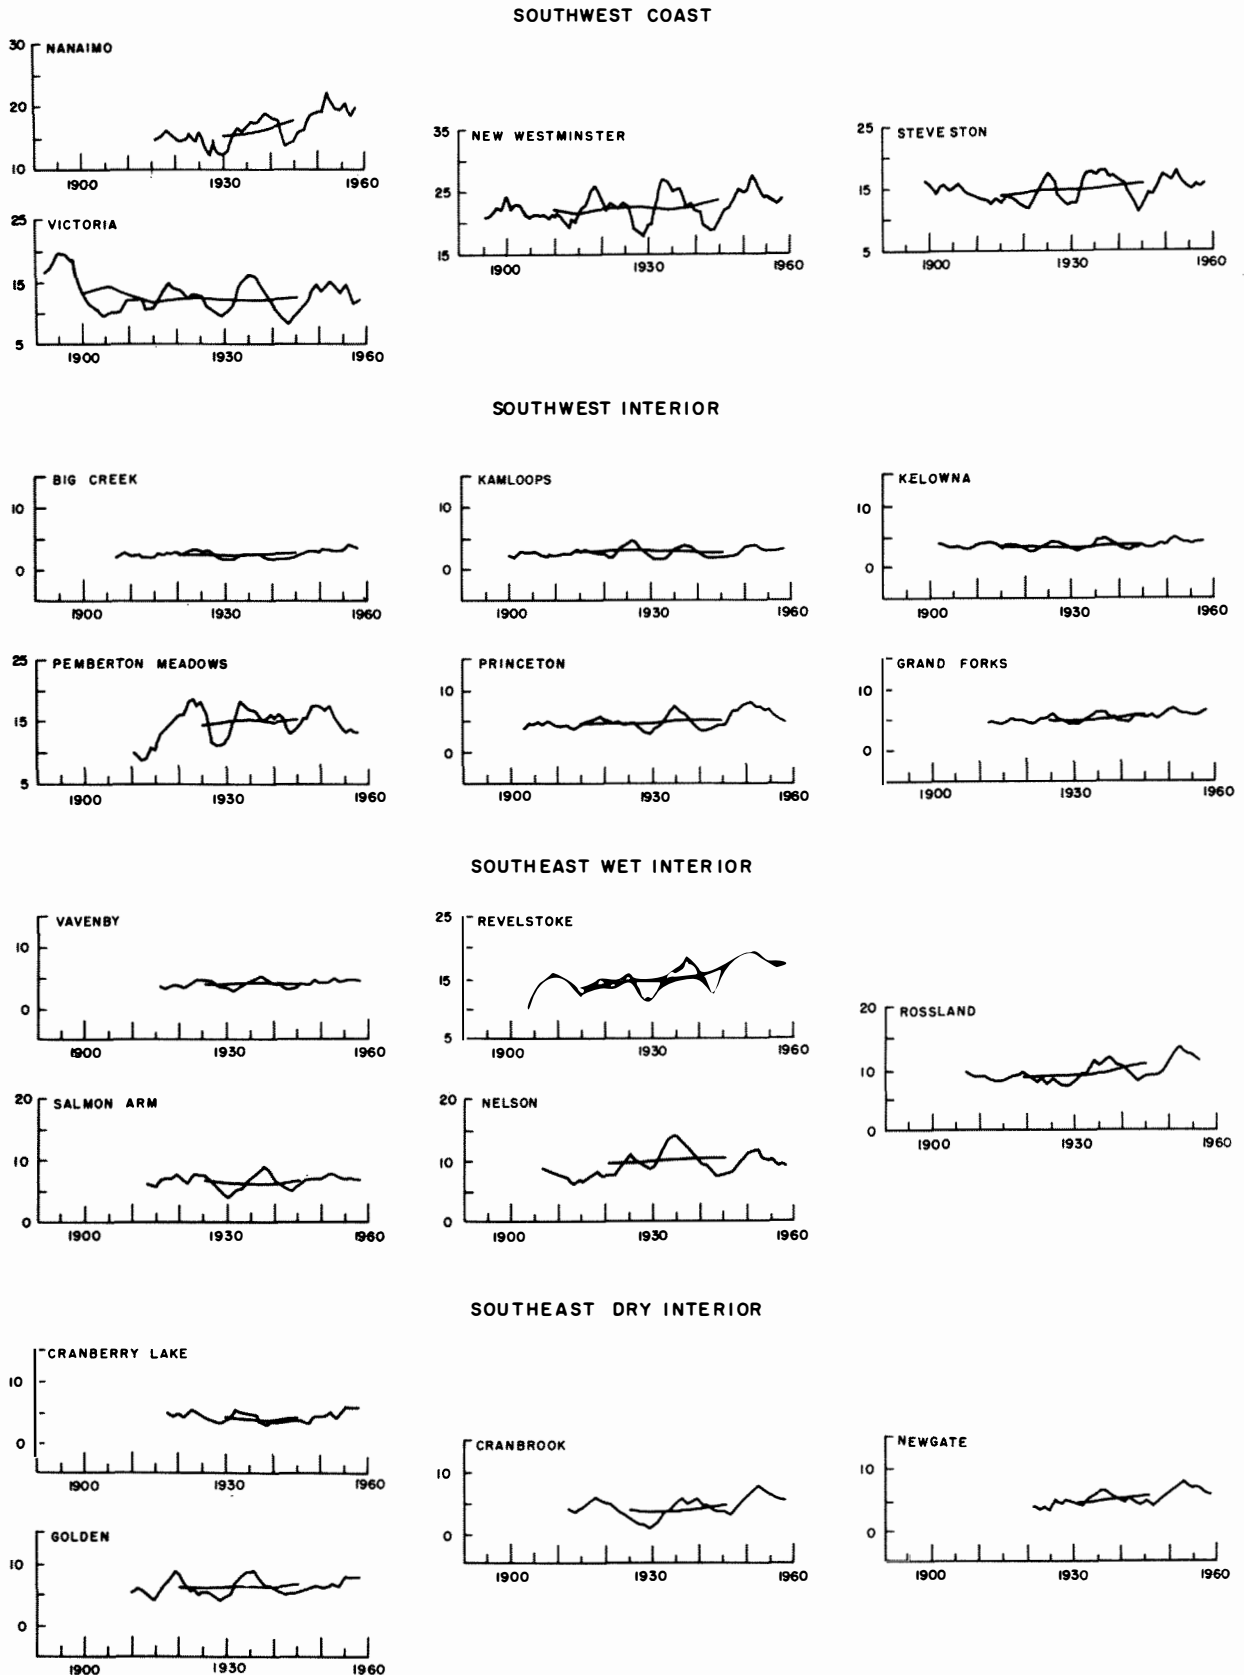 SOUTHWEST COAST
NANAIMO
30
20
10
1900 1930 1960
NEW WESTMINSTER
35
25
15
1900 1930 1960
STEVESTON
25
15
5
1900 1930 1960
VICTORIA
25
15
5
1900 1930 1960
SOUTHWEST INTERIOR
BIG CREEK
10
0
1900 1930 1960
KAMLOOPS
10
0
1900 1930 1960
KELOWNA
10
0
1900 1930 1960
PEMBERTON MEADOWS
25
15
5
1900 1930 1960
PRINCETON
10
0
1900 1930 1960
GRAND FORKS
10
0
1900 1930 1960
SOUTHEAST WET INTERIOR
VAVENBY
10
0
1900 1930 1960
REVELSTOKE
25
15
5
1900 1930 1960
ROSSLAND
20
10
0
1900 1930 1960
SALMON ARM
20
10
0
1900 1930 1960
NELSON
20
10
0
1900 1930 1960
SOUTHEAST DRY INTERIOR
CRANBERRY LAKE
10
0
1900 1930 1960
CRANBROOK
10
0
1900 1930 1960
NEWGATE
10
0
1900 1930 1960
GOLDEN
10
0
1900 1930 1960